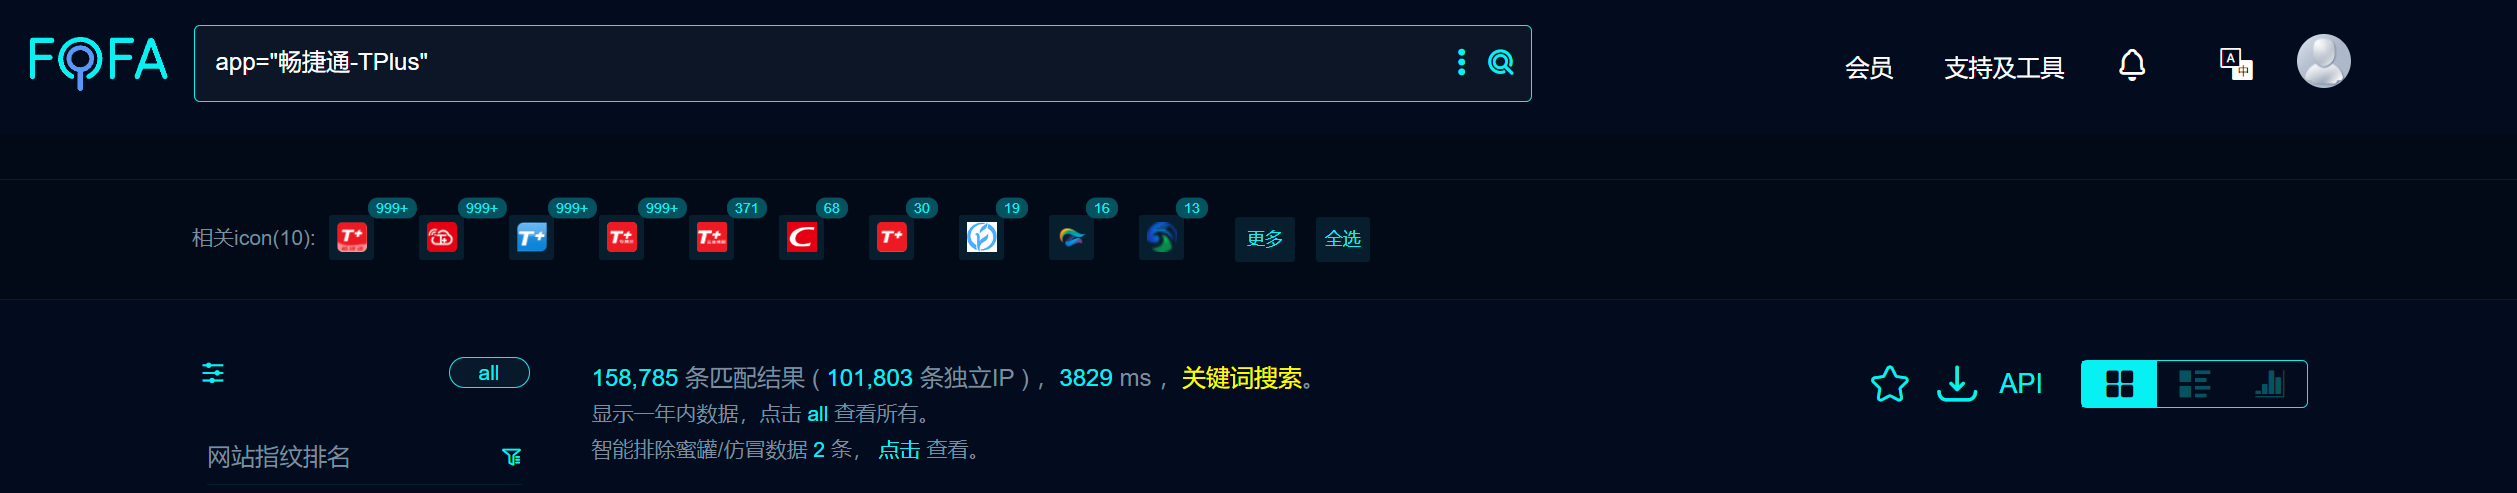 FOFA
app="畅捷通-TPlus"
会员
支持及工具
A
中
相关icon(10):
999+
999+
999+
999+
371
68
30
19
16
13
T+
T+
T+
T+
C
T+
更多
全选
all
158,785 条匹配结果 ( 101,803 条独立IP ) ，3829 ms ，关键词搜索。
显示一年内数据，点击 all 查看所有。
智能排除蜜罐/仿冒数据 2 条， 点击 查看。
API
网站指纹排名